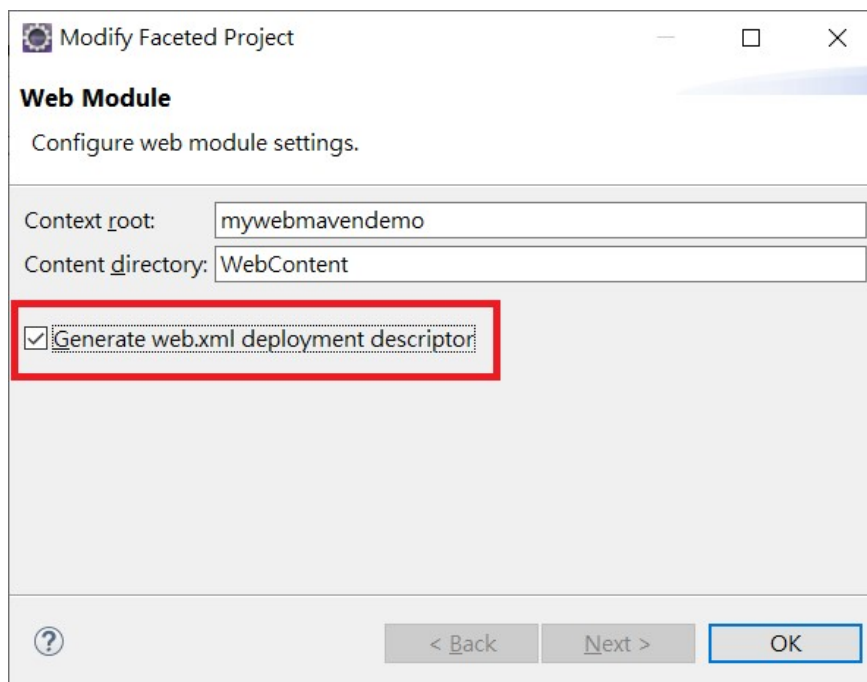 Modify Faceted Project
Web Module
Configure web module settings.
Context root: mywebmavendemo
Content directory: WebContent
Generate web.xml deployment descriptor
? < Back Next > OK